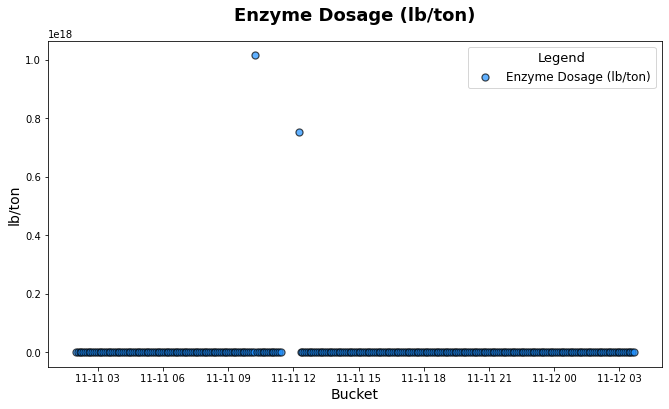 Enzyme Dosage (lb/ton)
1e18
Legend
Enzyme Dosage (lb/ton)
1.0
0.8
0.6
0.4
0.2
0.0
lb/ton
11-11 03 11-11 06 11-11 09 11-11 12 11-11 15 11-11 18 11-11 21 11-12 00 11-12 03
Bucket